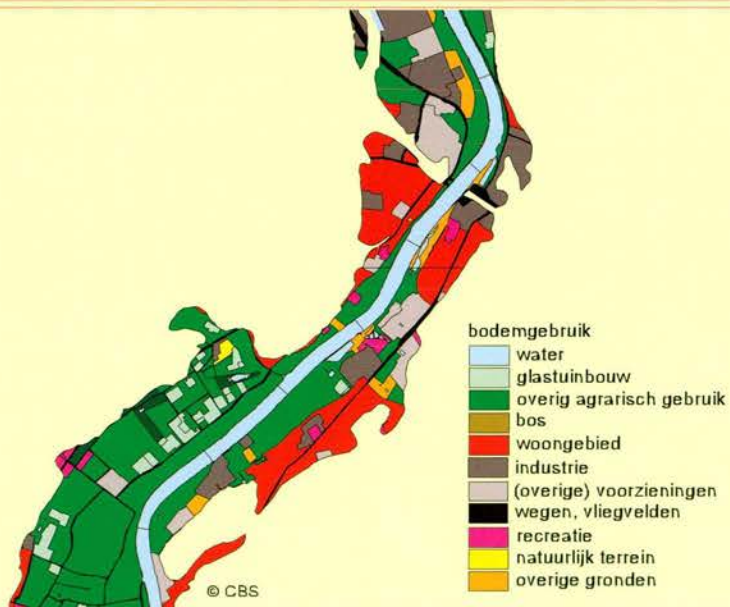 bodemgebruik
water
glastuinbouw
overig agrarisch gebruik
bos
woongebied
industrie
(overige) voorzieningen
wegen, vliegvelden
recreatie
natuurlijk terrein
overige gronden
© CBS